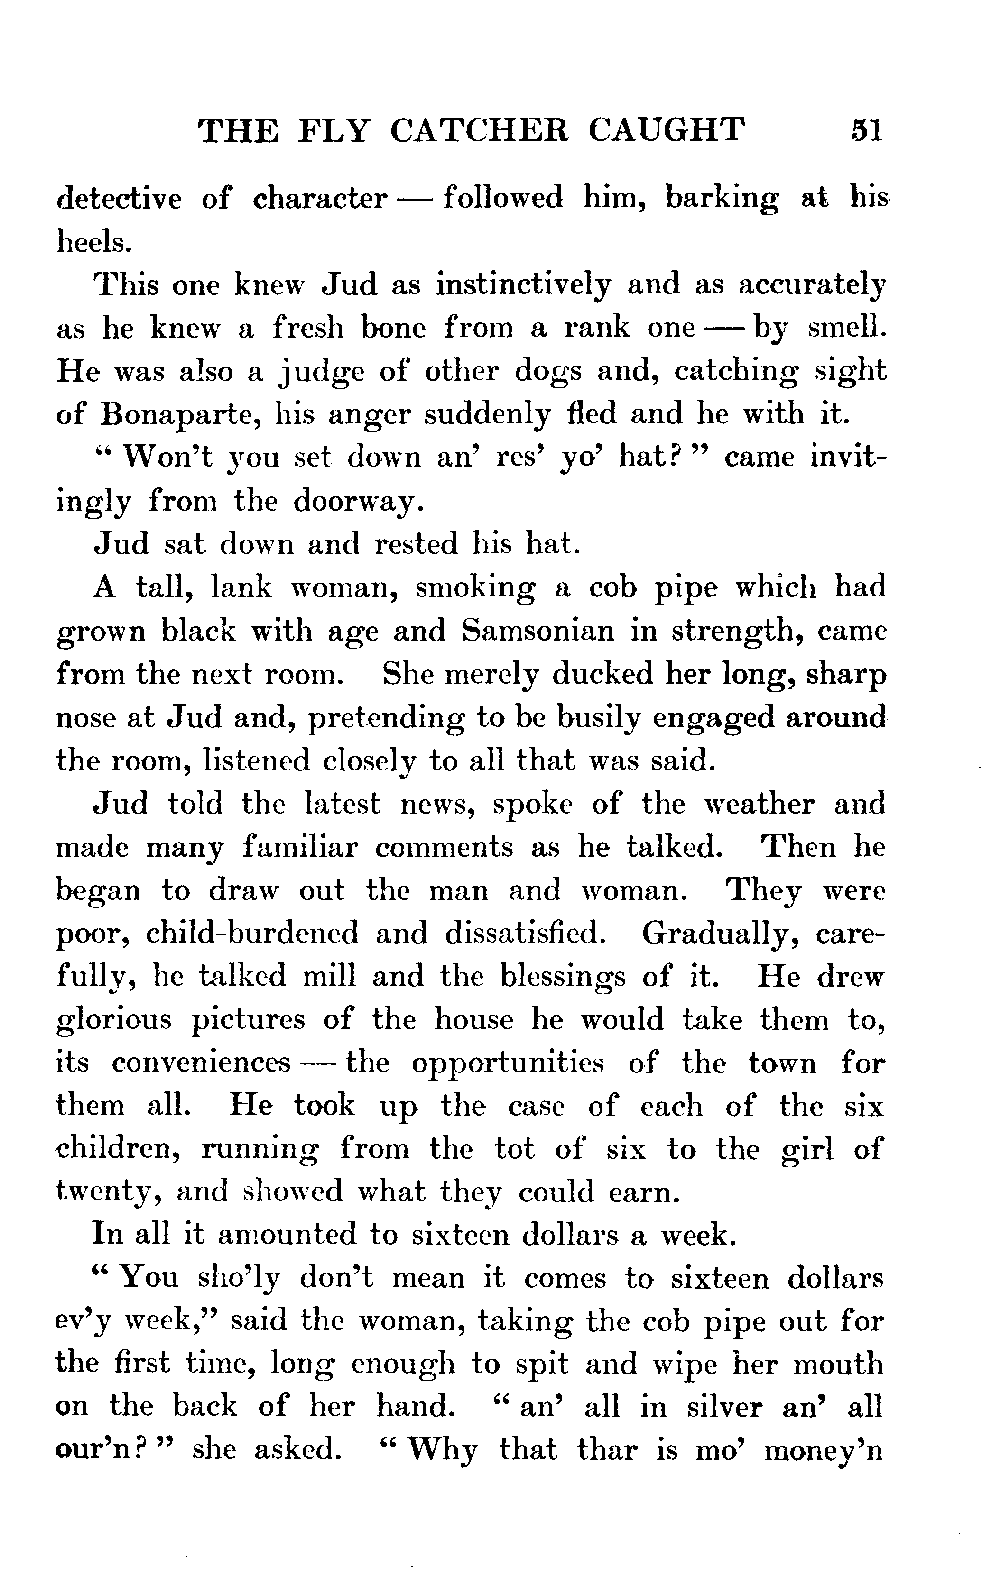 THE FLY CATCHER CAUGHT 51
detective of character — followed him, barking at his
heels.
This one knew Jud as instinctively and as accurately
as he knew a fresh bone from a rank one — by smell.
He was also a judge of other dogs and, catching sight
of Bonaparte, his anger suddenly fled and he with it.
" Won't you set down an' res' yo' hat? " came invit-
ingly from the doorway.
Jud sat down and rested his hat.
A tall, lank woman, smoking a cob pipe which had
grown black with age and Samsonian in strength, came
from the next room. She merely ducked her long, sharp
nose at Jud and, pretending to be busily engaged around
the room, listened closely to all that was said.
Jud told the latest news, spoke of the weather and
made many familiar comments as he talked. Then he
began to draw out the man and woman. They were
poor, child-burdened and dissatisfied. Gradually, care-
fully, he talked mill and the blessings of it. He drew
glorious pictures of the house he would take them to,
its conveniences — the opportunities of the town for
them all. He took up the case of each of the six
children, running from the tot of six to the girl of
twenty, and showed what they could earn.
In all it amounted to sixteen dollars a week.
" You sho'ly don't mean it comes to sixteen dollars
ev'y week," said the woman, taking the cob pipe out for
the first time, long enough to spit and wipe her mouth
on the back of her hand. " an' all in silver an' all
our'n? " she asked. " Why that thar is mo' money'n